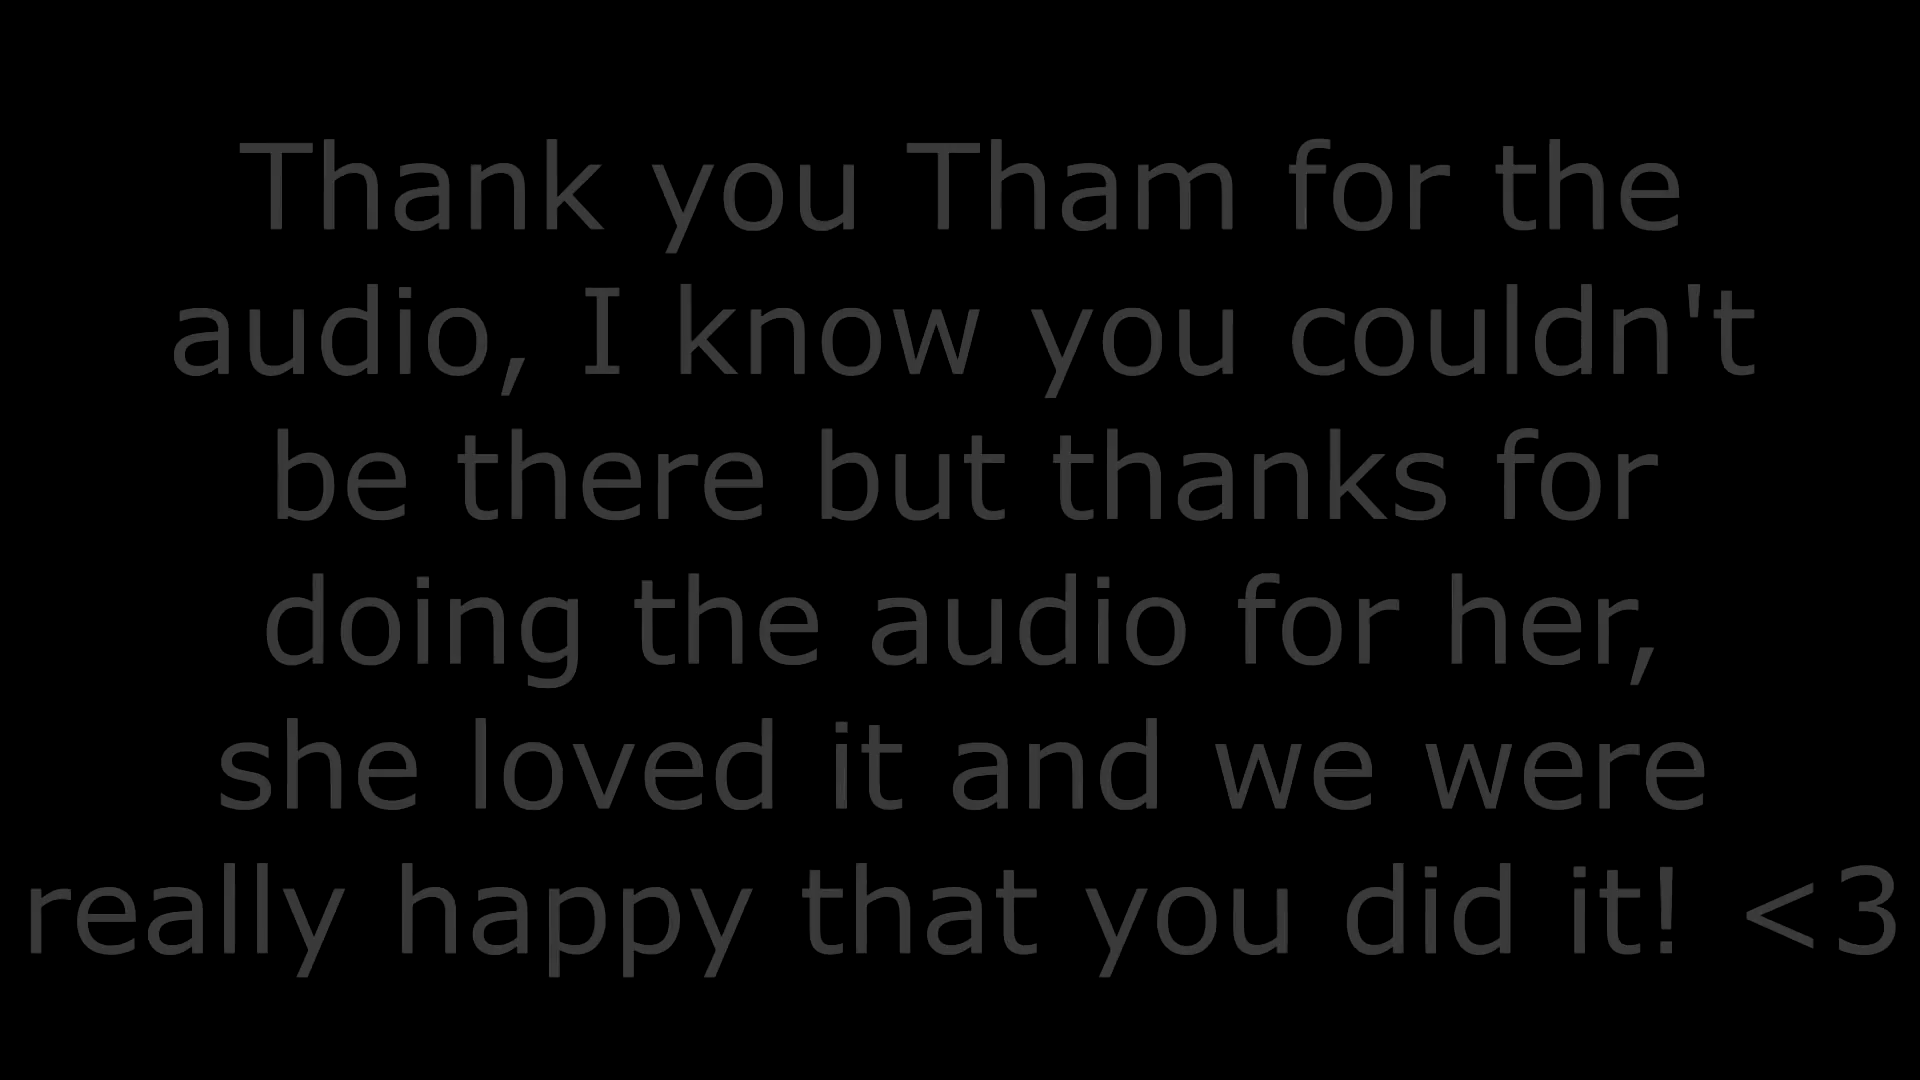 Thank you Tham for the
audio, I know you couldn't
be there but thanks for
doing the audio for her,
she loved it and we were
really happy that you did it! <3